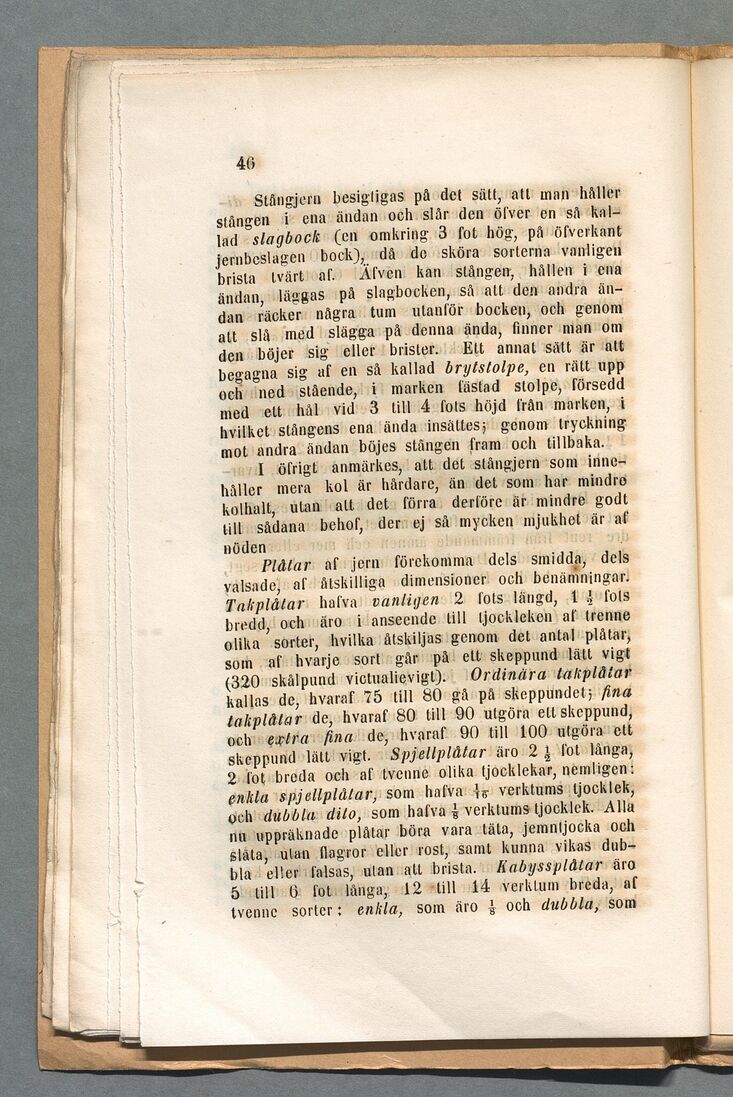 46
Stångjern besigtigas på det sätt, att man håller
stången i ena ändan och slår den öfver en så kal-
lad slagbock (en omkring 3 fot hög, på öfverkant
jernbeslagen bock), då de sköra sorterna vanligen
brista tvärt af. Äfven kan stången, hållen i ena
ändan, läggas på slagbocken, så att den andra än-
dan räcker några tum utanför bocken, och genom
att slå med slägga på denna ända, finner man om
den böjer sig eller brister. Ett annat sätt är att
begagna sig af en så kallad brytstolpe, en rätt upp
och ned stående, i marken fästad stolpe, försedd
med ett hål vid 3 till 4 fots höjd från marken, i
hvilket stångens ena ända insättes; genom tryckning
mot andra ändan böjes stången fram och tillbaka.
I öfrigt anmärkes, att det stångjern som inne-
håller mera kol är hårdare, än det som har mindre
kolhalt, utan att det förra derföre är mindre godt
till sådana behof, der ej så mycken mjukhet är af
nöden
Plåtar af jern förekomma dels smidda, dels
valsade, af åtskilliga dimensioner och benämningar.
Takplåtar hafva vanligen 2 fots längd, 1 ½ fots
bredd, och äro i anseende till tjockleken af trenne
olika sorter, hvilka åtskiljas genom det antal plåtar,
som af hvarje sort går på ett skeppund lätt vigt
(320 skålpund victualievigt). Ordinära takplåtar
kallas de, hvaraf 75 till 80 gå på skeppundet; fina
takplåtar de, hvaraf 80 till 90 utgöra ett skeppund,
och extra fina de, hvaraf 90 till 100 utgöra ett
skeppund lätt vigt. Spjellplåtar äro 2 ½ fot långa,
2 fot breda och af tvenne olika tjocklekar, nemligen:
enkla spjellplåtar, som hafva 1/16 verktums tjocklek,
och dubbla dito, som hafva ⅛ verktums tjocklek. Alla
nu uppräknade plåtar böra vara täta, jemntjocka och
släta, utan flagror eller rost, samt kunna vikas dub-
bla eller falsas, utan att brista. Kabyssplåtar äro
5 till 6 fot långa, 12 till 14 verktum breda, af
tvenne sorter: enkla, som äro ⅛ och dubbla, som